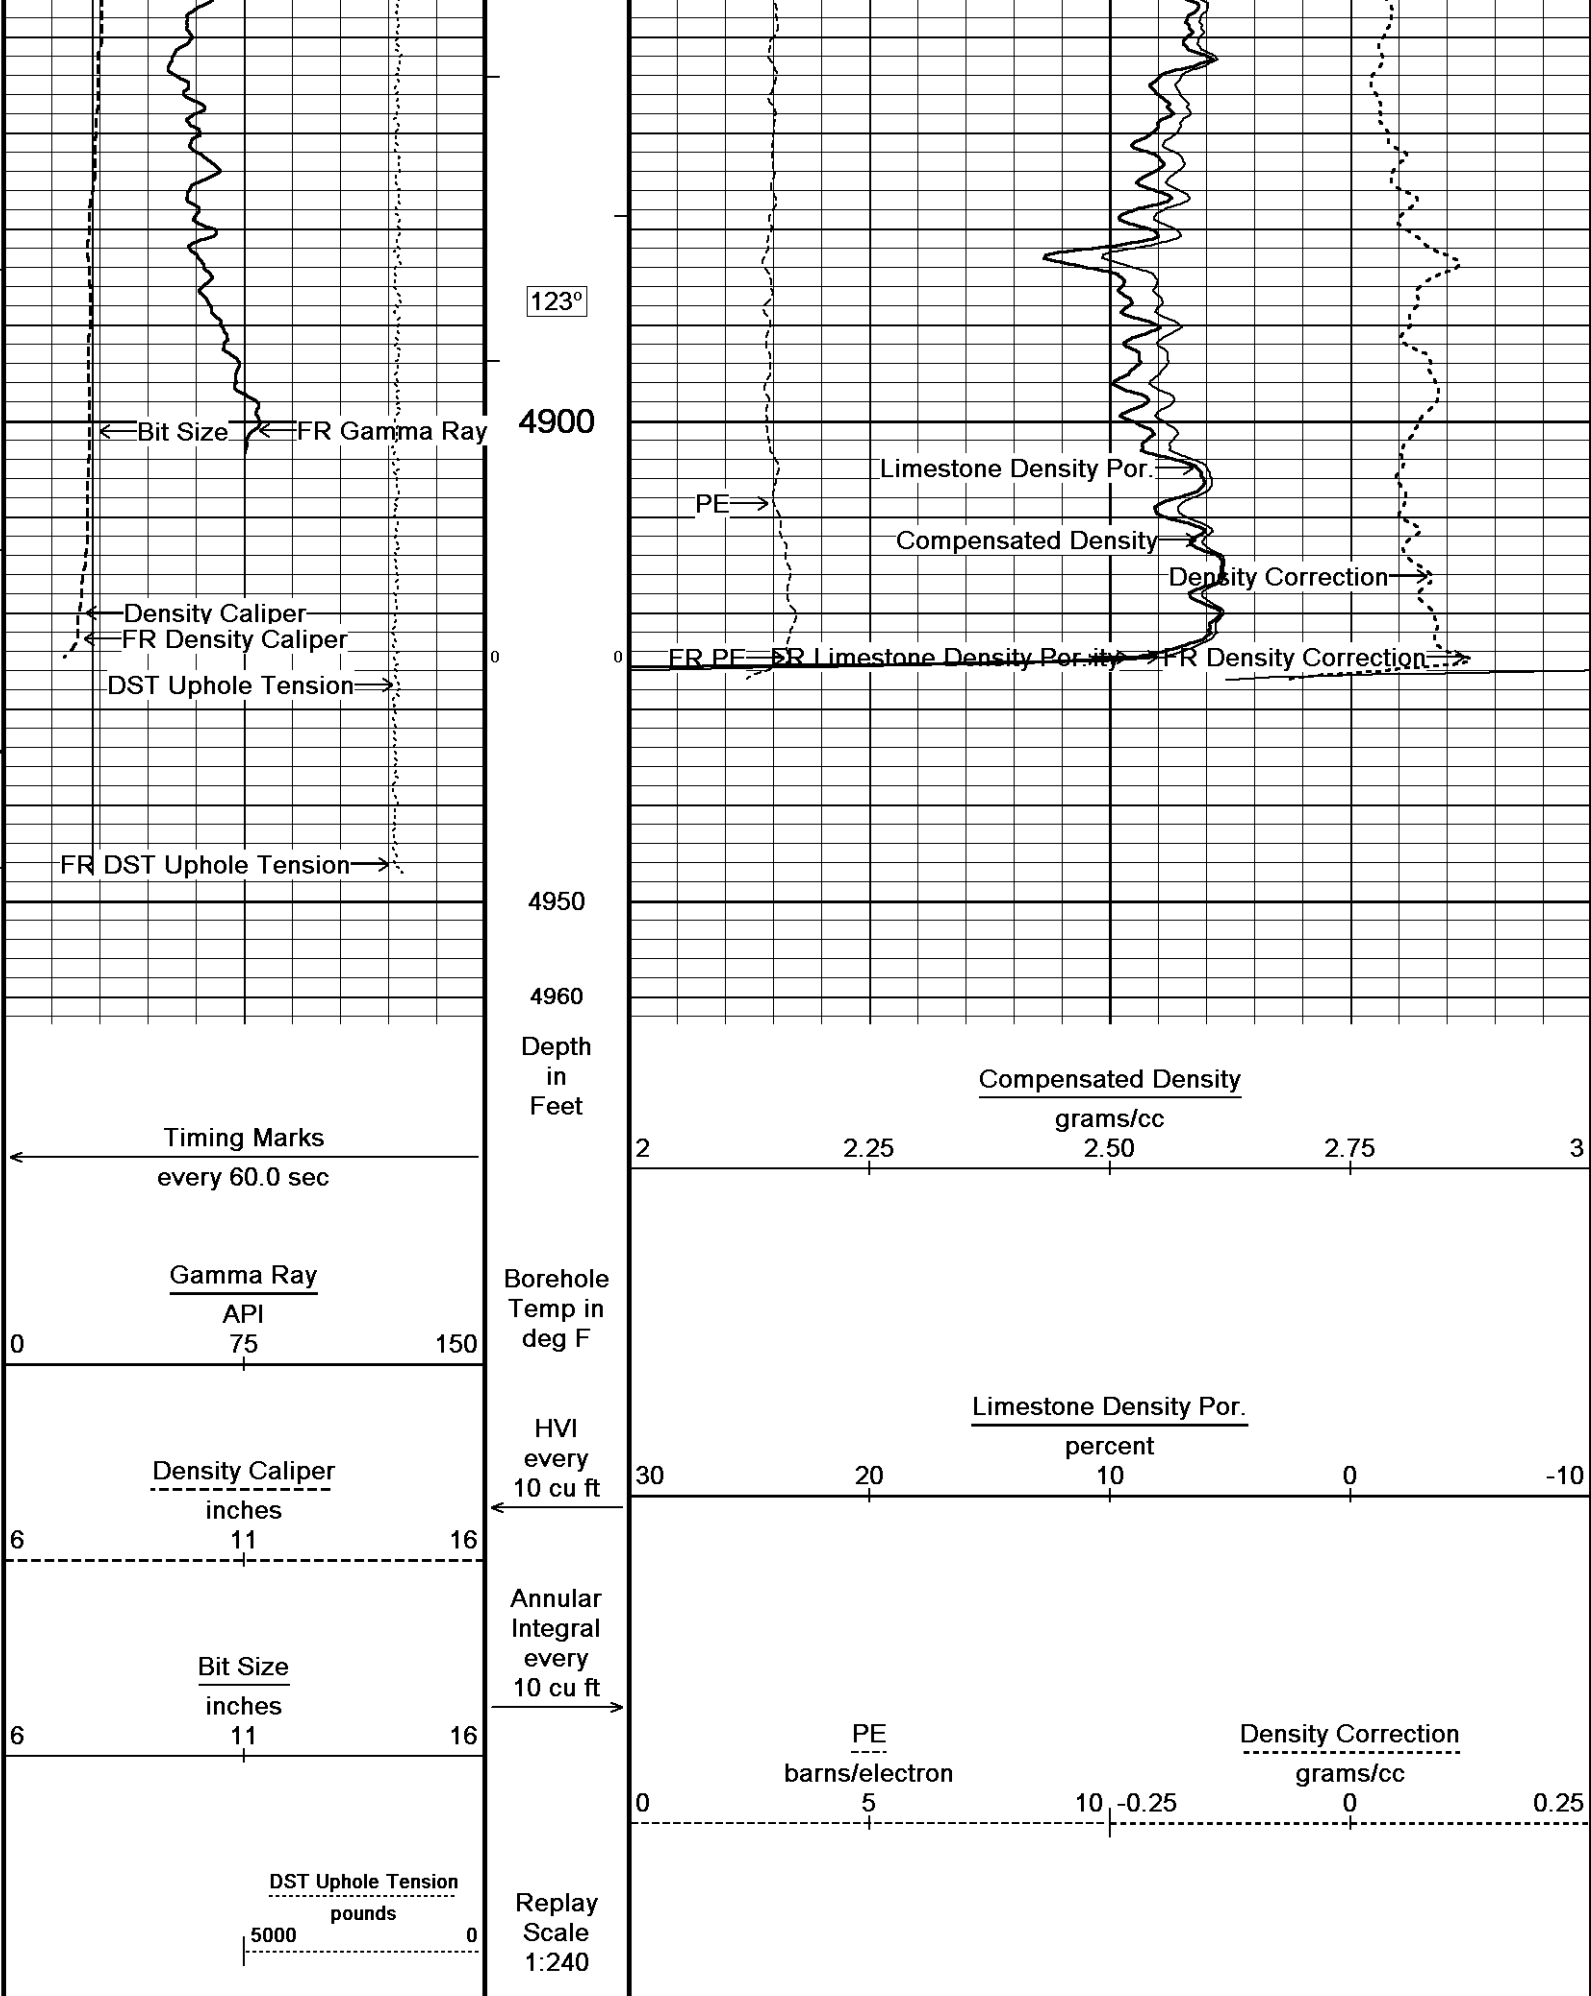 123º
4900
Bit Size
FR Gamma Ray
Limestone Density Por.
PE
Compensated Density
Density Correction
Density Caliper
FR Density Caliper
0
0
FR PE
FR Limestone Density Por
FR Density Correction
DST Uphole Tension
FR DST Uphole Tension
4950
4960
Depth
in
Feet
Timing Marks
every 60.0 sec
Compensated Density
grams/cc
2 2.25 2.50 2.75 3
Gamma Ray
API
0 75 150
Borehole
Temp in
deg F
Density Caliper
inches
6 11 16
HVI
every
10 cu ft
Limestone Density Por.
percent
30 20 10 0 -10
Bit Size
inches
6 11 16
Annular
Integral
every
10 cu ft
PE
barns/electron
0 5 10
Density Correction
grams/cc
-0.25 0 0.25
DST Uphole Tension
pounds
5000 0
Replay
Scale
1:240